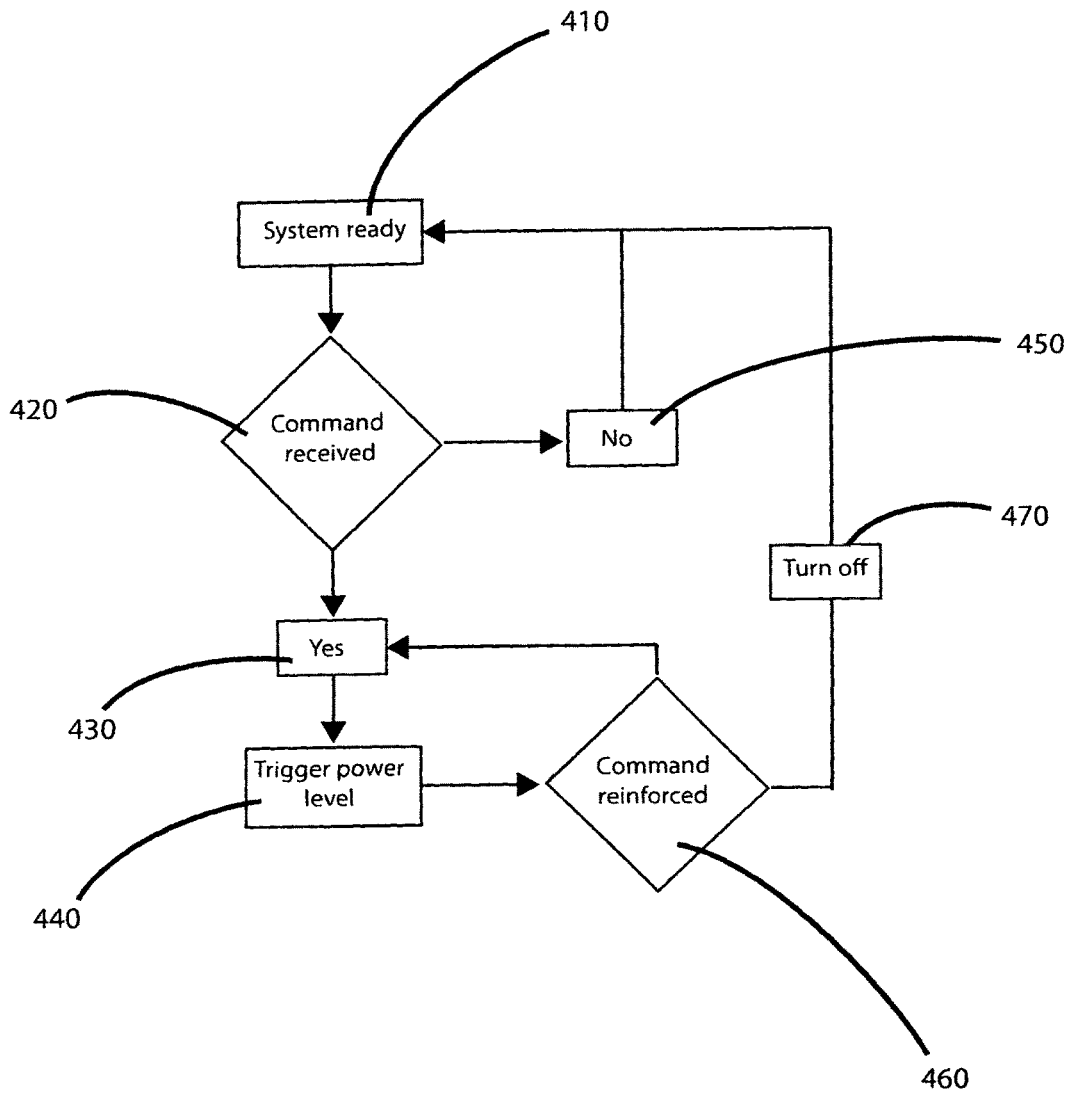 410
System ready
450
420
Command
received
No
470
Turn off
Yes
430
Trigger power
level
Command
reinforced
440
460